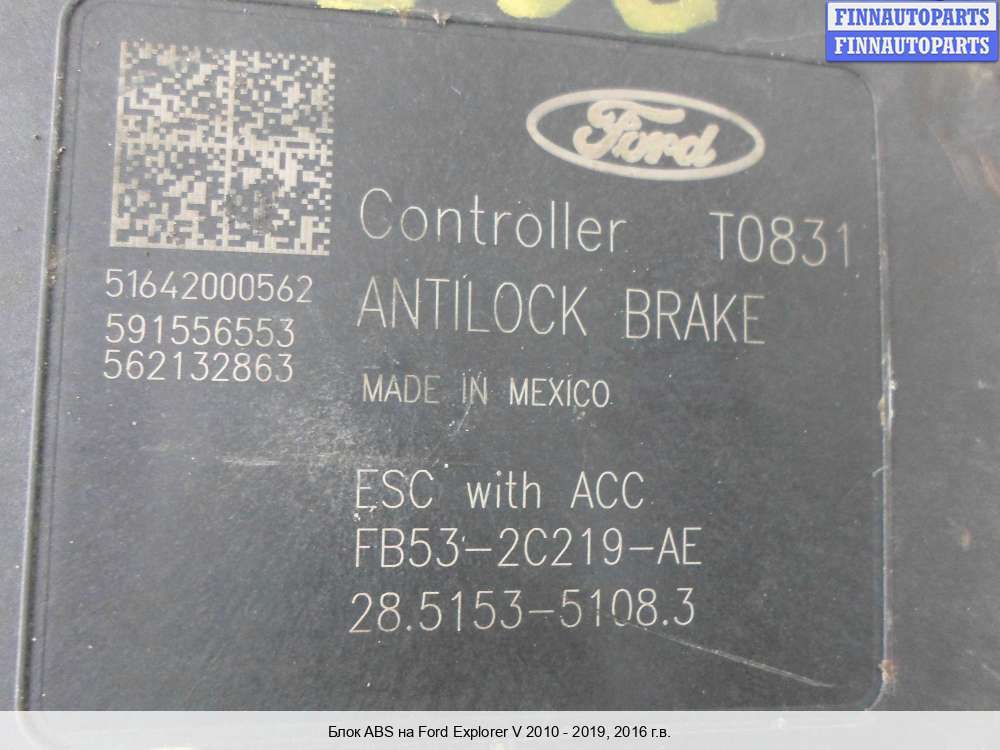 FINNAUTOPARTS
FINNAUTOPARTS
Ford
Controller T0831
51642000562
ANTILOCK BRAKE
591556553
562132863
MADE IN MEXICO
ESC with ACC
FB53-2C219-AE
28.5153-5108.3
Блок ABS на Ford Explorer V 2010 - 2019, 2016 г.в.